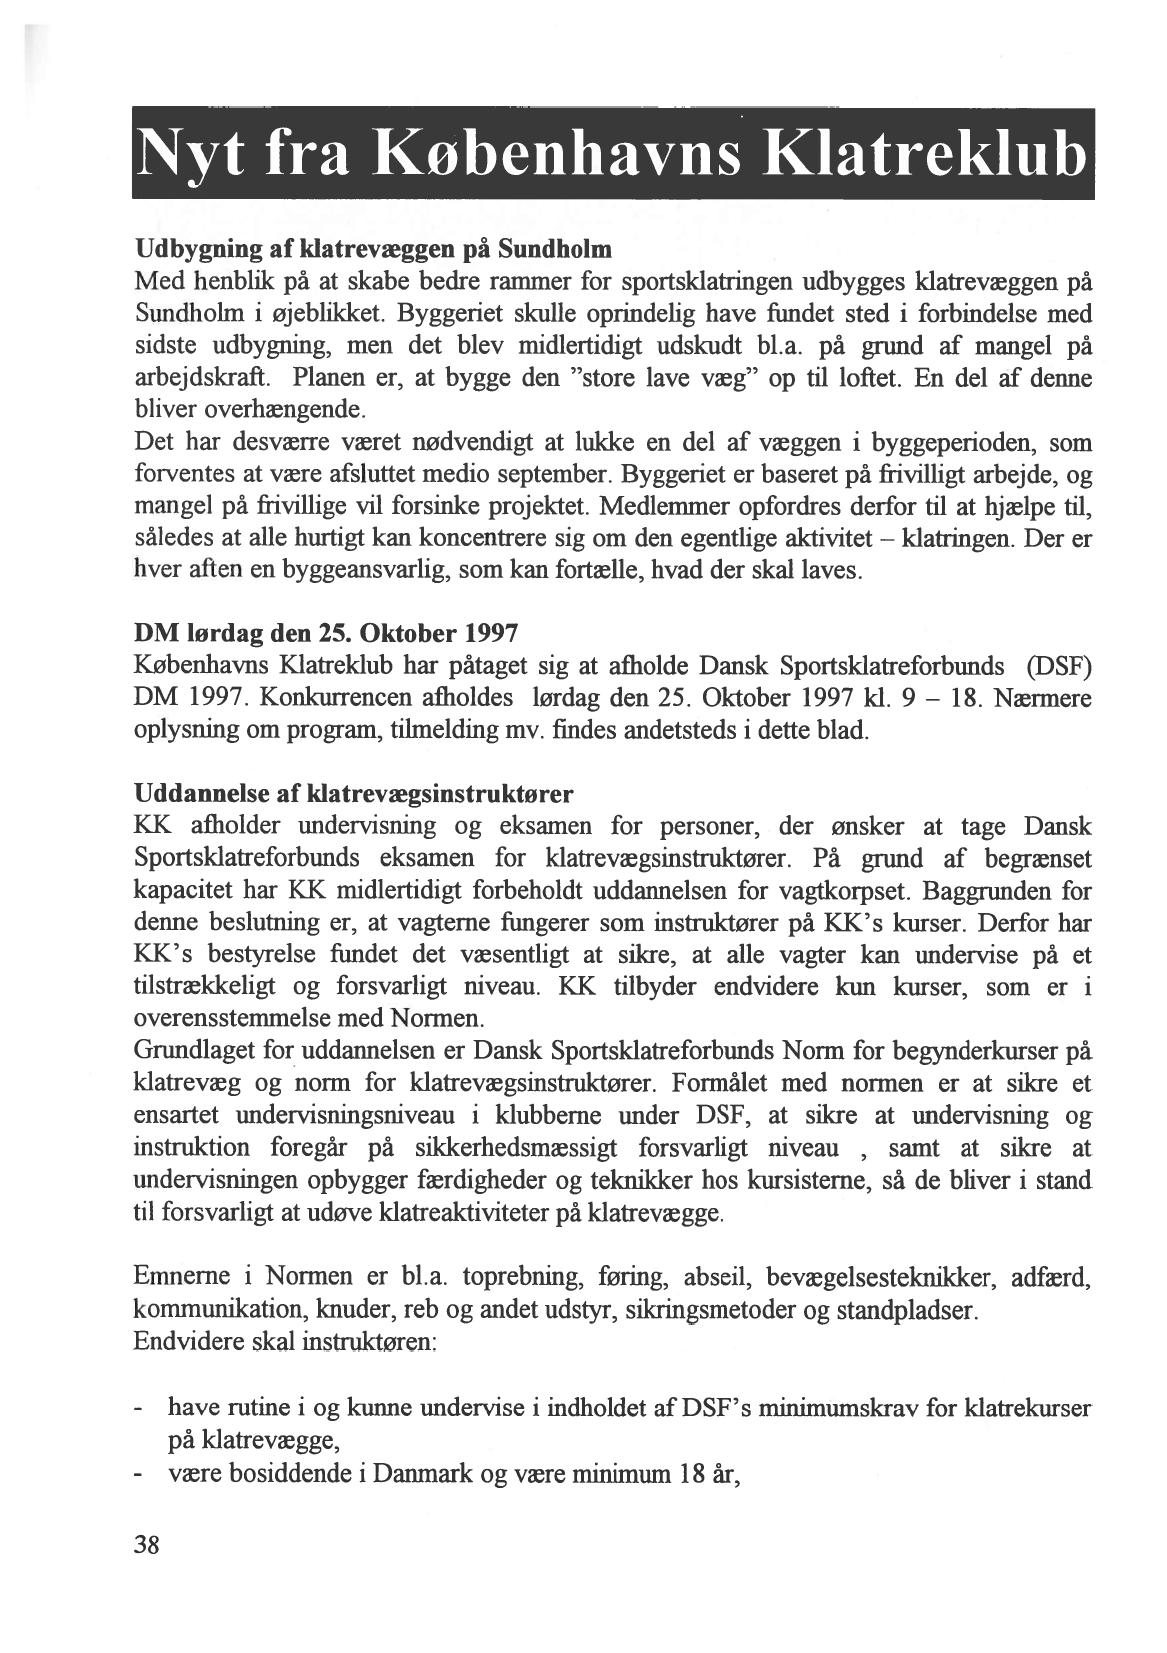 Nyt fra Københavns Klatreklub
Udbygning af klatrevæggen på Sundholm
Med henblik på at skabe bedre rammer for sportsklatringen udbygges klatrevæggen på
Sundholm i øjeblikket. Byggeriet skulle oprindelig have fundet sted i forbindelse med
sidste udbygning, men det blev midlertidigt udskudt bl.a. på grund af mangel på
arbejdskraft. Planen er, at bygge den ”store lave væg” op til loftet. En del af denne
bliver overhængende.
Det har desværre været nødvendigt at lukke en del af væggen i byggeperioden, som
forventes at være afsluttet medio september. Byggeriet er baseret på frivilligt arbejde, og
mangel på frivillige vil forsinke projektet. Medlemmer opfordres derfor til at hjælpe til,
således at alle hurtigt kan koncentrere sig om den egentlige aktivitet – klatringen. Der er
hver aften en byggeansvarlig, som kan fortælle, hvad der skal laves.
DM lørdag den 25. Oktober 1997
Københavns Klatreklub har påtaget sig at afholde Dansk Sportsklatreforbunds (DSF)
DM 1997. Konkurrencen afholdes lørdag den 25. Oktober 1997 kl. 9 – 18. Nærmere
oplysning om program, tilmelding mv. findes andetsteds i dette blad.
Uddannelse af klatrevægsinstruktører
KK afholder undervisning og eksamen for personer, der ønsker at tage Dansk
Sportsklatreforbunds eksamen for klatrevægsinstruktører. På grund af begrænset
kapacitet har KK midlertidigt forbeholdt uddannelsen for vagtkorpset. Baggrunden for
denne beslutning er, at vagterne fungerer som instruktører på KK’s kurser. Derfor har
KK’s bestyrelse fundet det væsentligt at sikre, at alle vagter kan undervise på et
tilstrækkeligt og forsvarligt niveau. KK tilbyder endvidere kun kurser, som er i
overensstemmelse med Normen.
Grundlaget for uddannelsen er Dansk Sportsklatreforbunds Norm for begynderkurser på
klatrevæg og norm for klatrevægsinstruktører. Formålet med normen er at sikre et
ensartet undervisningsniveau i klubberne under DSF, at sikre at undervisning og
instruktion foregår på sikkerhedsmæssigt forsvarligt niveau , samt at sikre at
undervisningen opbygger færdigheder og teknikker hos kursisterne, så de bliver i stand
til forsvarligt at udøve klatreaktiviteter på klatrevægge.
Emnerne i Normen er bl.a. toprebning, føring, abseil, bevægelsesteknikker, adfærd,
kommunikation, knuder, reb og andet udstyr, sikringsmetoder og standpladser.
Endvidere skal instruktøren:
- have rutine i og kunne undervise i indholdet af DSF’s minimumskrav for klatrekurser
på klatrevægge,
- være bosiddende i Danmark og være minimum 18 år,
38